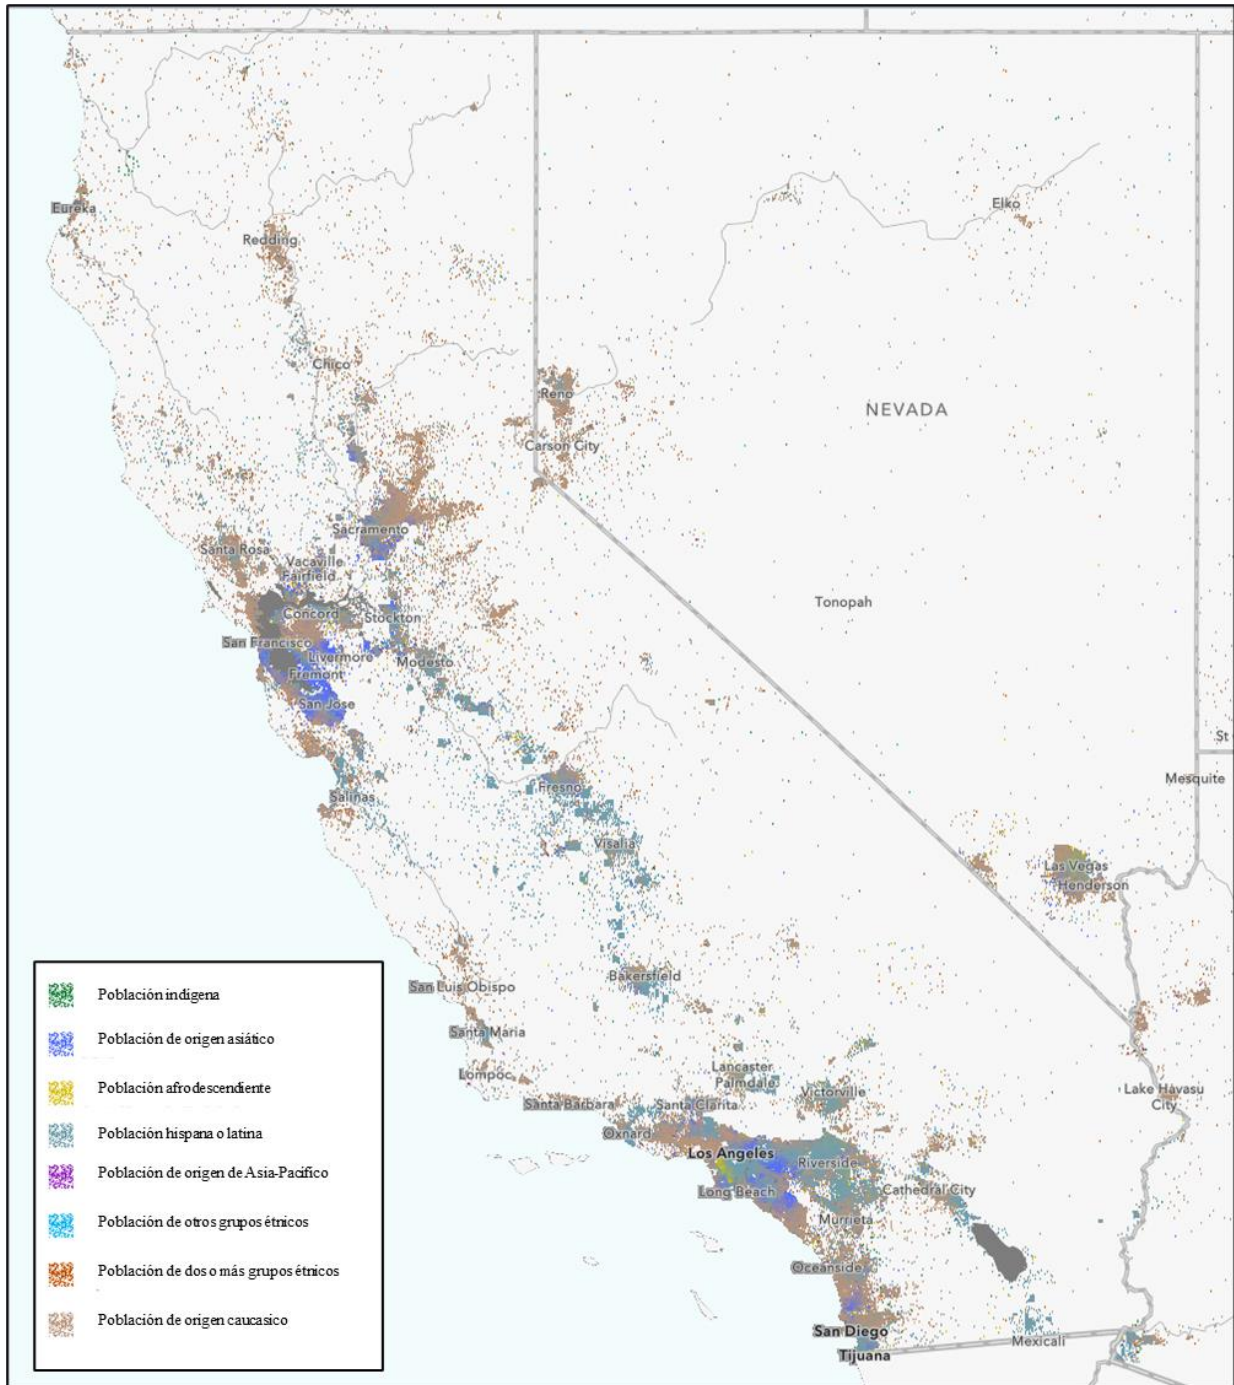 Eureka
Redding
Elko
Chico
Reno
NEVADA
Carson City
Sacramento
Santa Rosa
Vacaville
Fairfield
Tonopah
Concord
Stockton
San Francisco
Livermore
Modesto
Fremont
San Jose
St
Mesquite
Fresno
Salinas
Visalia
Las Vegas
Henderson
Bakersfield
San Luis Obispo
Santa Maria
Lancaster
Palmdale
Lompoc
Victorville
Lake Havasu
City
Santa Barbara
Santa Clarita
Oxnard
Los Angeles
Riverside
Long Beach
Cathedral City
Murrieta
Oceanside
San Diego
Mexicali
Tijuana
Población indígena
Población de origen asiático
Población afrodescendiente
Población hispana o latina
Población de origen de Asia-Pacifico
Población de otros grupos étnicos
Población de dos o más grupos étnicos
Población de origen caucasico